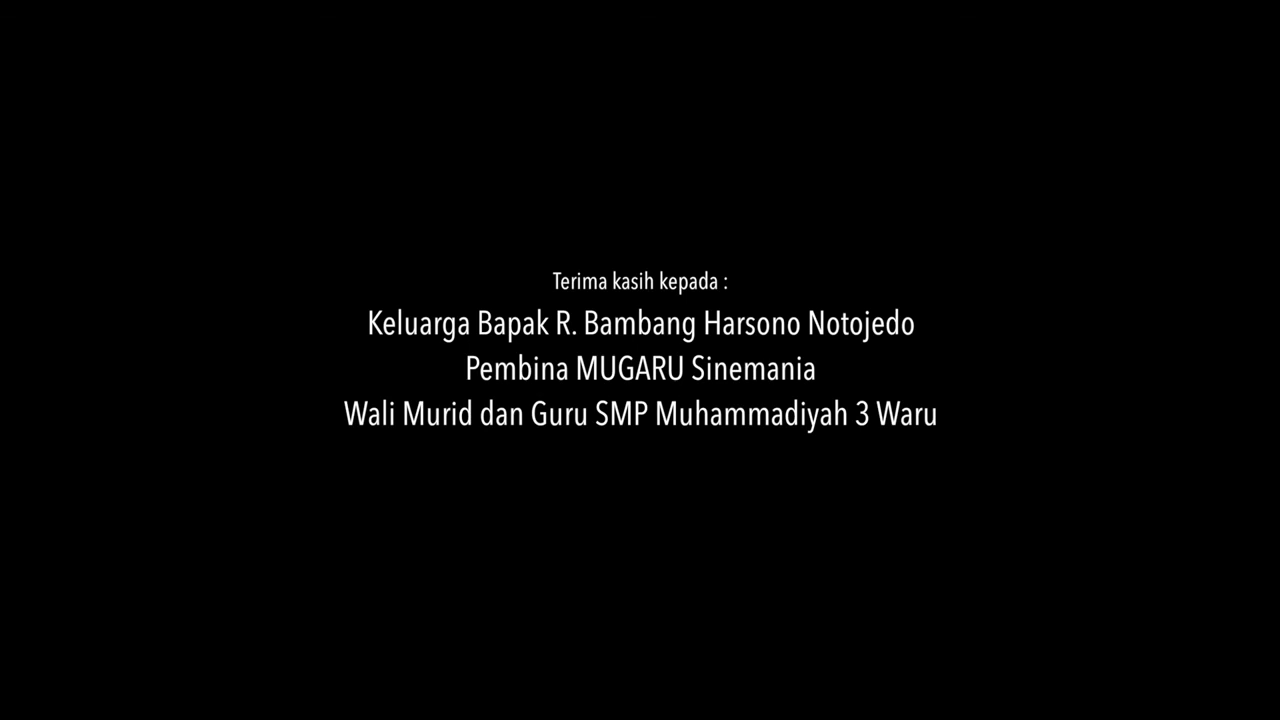 Terima kasih kepada :
Keluarga Bapak R. Bambang Harsono Notojedo
Pembina MUGARU Sinemania
Wali Murid dan Guru SMP Muhammadiyah 3 Waru